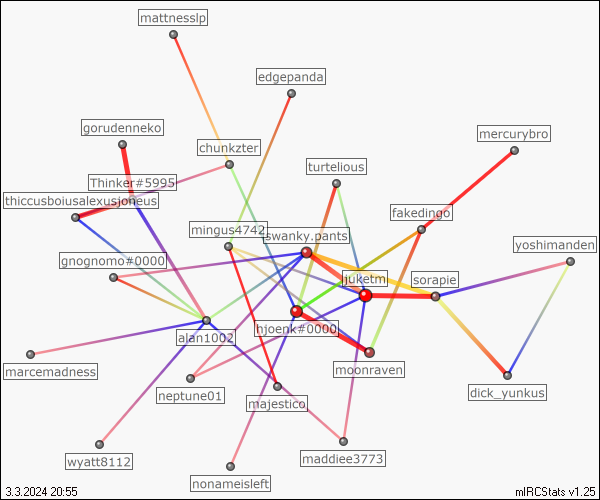 mattnesslp
edgepanda
gorudenneko
mercurybro
chunkzter
turtelious
Thinker#5995
thiccusboiusalexusjoneus
fakedingo
mingus4742
swanky.pants
yoshimanden
gnognomo#0000
juketm
sorapie
hjoenk#0000
alan1002
moonraven
marcemadness
neptune01
dick_yunkus
majestico
wyatt8112
maddiee3773
nonameisleft
3.3.2024 20:55
mIRCStats v1.25